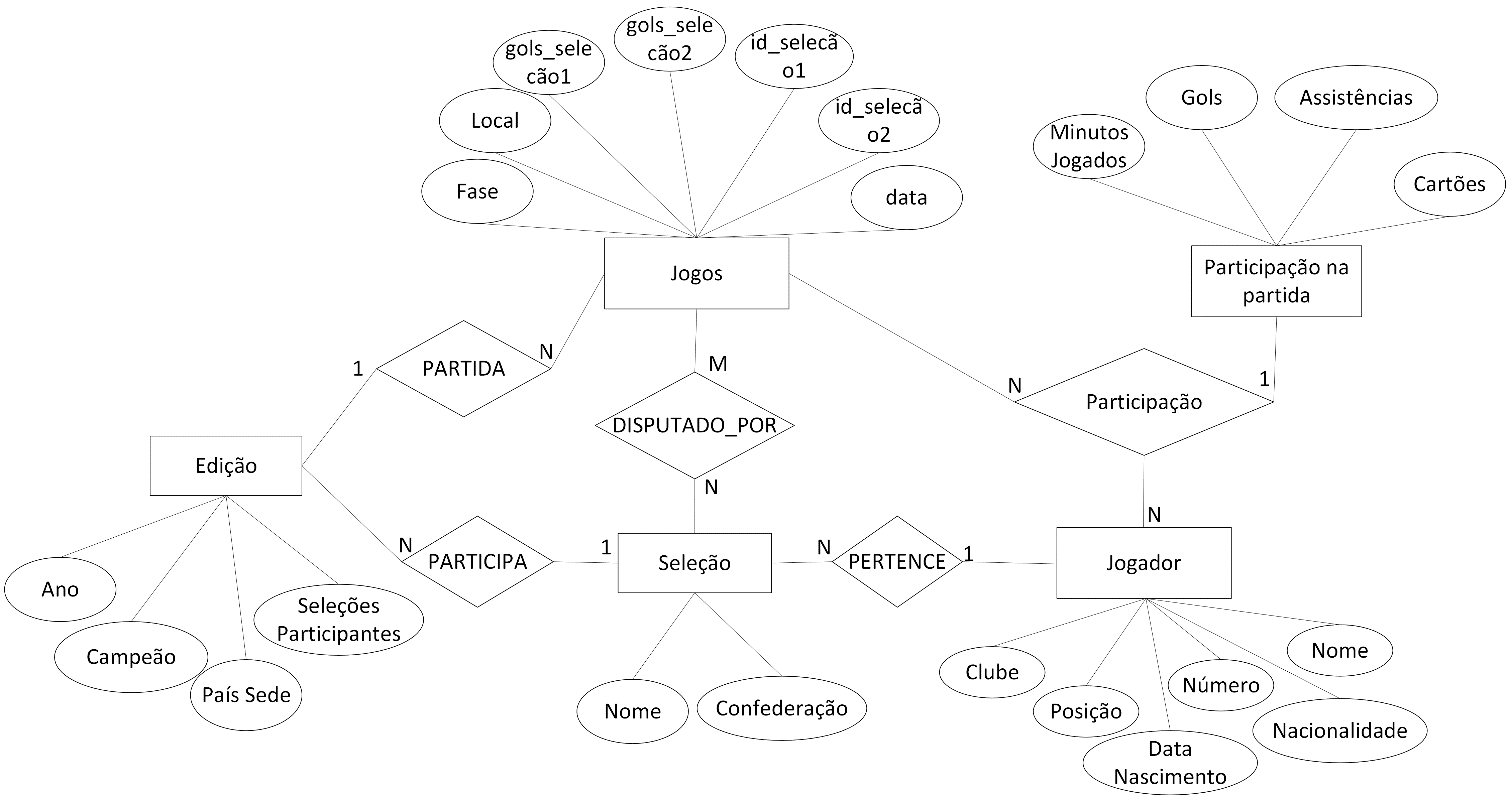 gols_sele
cão1
gols_sele
cão2
id_selecã
o1
id_selecã
o2
Local
Fase
data
Jogos
Minutos
Jogados
Gols
Assistências
Cartões
Participação na
partida
1
PARTIDA
N
M
DISPUTADO_POR
N
N
Participação
1
N
Edição
Ano
Campeão
País Sede
Seleções
Participantes
N
PARTICIPA
1
Seleção
Nome
Confederação
N
PERTENCE
1
Jogador
Clube
Posição
Data
Nascimento
Número
Nacionalidade
Nome